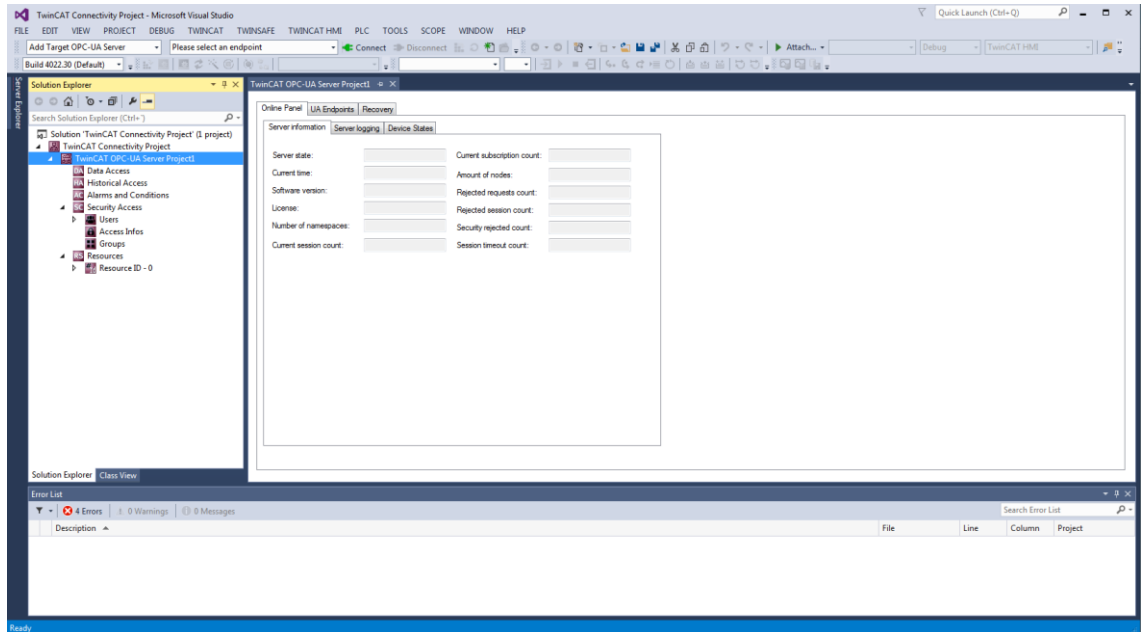 TwinCAT Connectivity Project - Microsoft Visual Studio
Quick Launch (Ctrl+Q)
FILE EDIT VIEW PROJECT DEBUG TWINCAT TWINSAFE TWINCAT HMI PLC TOOLS SCOPE WINDOW HELP
Add Target OPC-UA Server Please select an endpoint Connect Disconnect Attach... Debug TwinCAT HMI
Build 4022.30 (Default)
Server Explorer
Solution Explorer
Search Solution Explorer (Ctrl+¨)
Solution 'TwinCAT Connectivity Project' (1 project)
TwinCAT Connectivity Project
TwinCAT OPC-UA Server Project1
DA Data Access
HA Historical Access
AC Alarms and Conditions
SC Security Access
Users
Access Infos
Groups
RS Resources
Resource ID - 0
Solution Explorer Class View
TwinCAT OPC-UA Server Project1
Online Panel UA Endpoints Recovery
Server information Server logging Device States
Server state: Current subscription count:
Current time: Amount of nodes:
Software version: Rejected requests count:
License: Rejected session count:
Number of namespaces: Security rejected count:
Current session count: Session timeout count:
Error List
4 Errors 0 Warnings 0 Messages
Search Error List
Description File Line Column Project
Ready